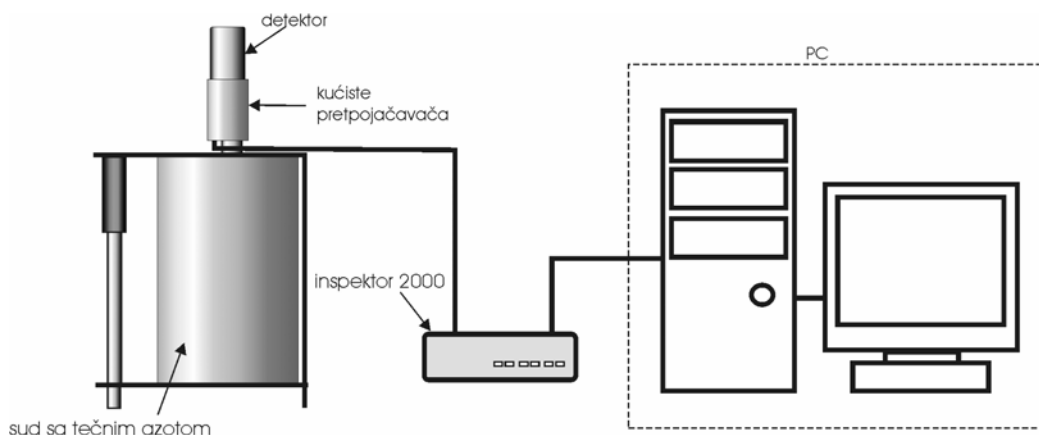 detektor
PC
kućiste
pretpojačavača
inspektor 2000
sud sa tečnim azotom